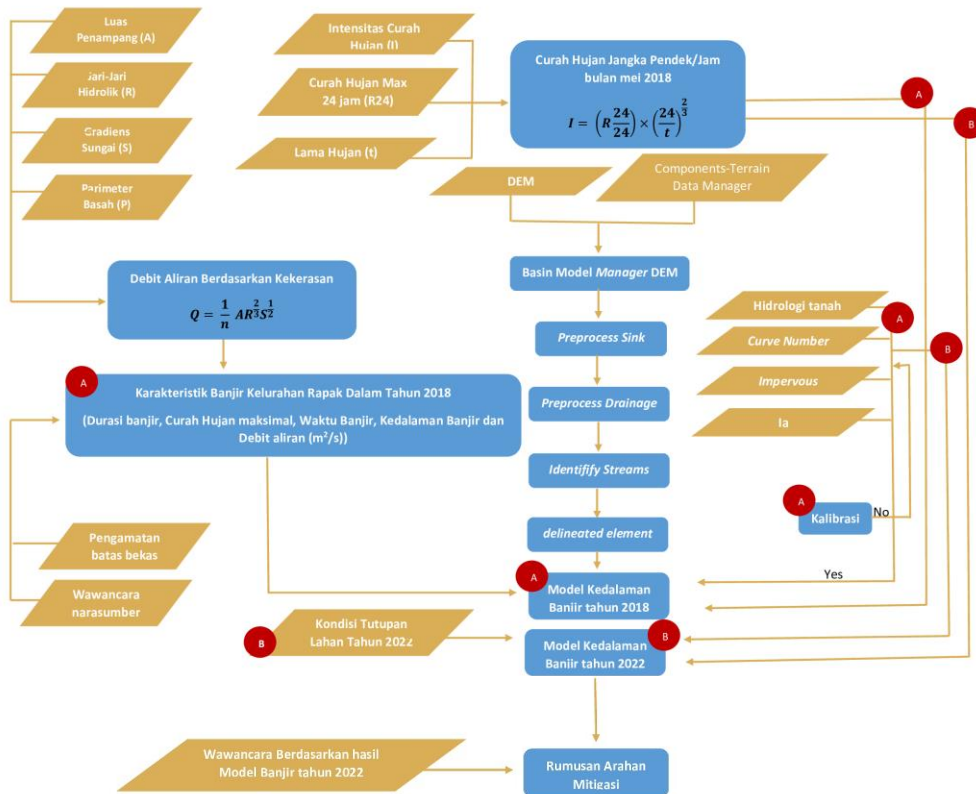 Luas
Penampang (A)
Jari-Jari
Hidrolik (R)
Gradiens
Sungai (S)
Parimeter
Basah (P)
Intensitas Curah
Hujan (I)
Curah Hujan Max
24 jam (R24)
Lama Hujan (t)
Curah Hujan Jangka Pendek/Jam
bulan mei 2018
I = (R 24/24) × (24/t)^2/3
A
B
DEM
Components-Terrain
Data Manager
Debit Aliran Berdasarkan Kekerasan
Q = 1/n AR^2/3 S^1/2
Basin Model Manager DEM
Preprocess Sink
Preprocess Drainage
Identifify Streams
delineated element
Hidrologi tanah
A
Curve Number
B
Impervous
Ia
A
Kalibrasi
No
Yes
A
Karakteristik Banjir Kelurahan Rapak Dalam Tahun 2018
(Durasi banjir, Curah Hujan maksimal, Waktu Banjir, Kedalaman Banjir dan
Debit aliran (m²/s))
Pengamatan
batas bekas
Wawancara
narasumber
A
Model Kedalaman
Banjir tahun 2018
B
Kondisi Tutupan
Lahan Tahun 2022
B
Model Kedalaman
Banjir tahun 2022
Wawancara Berdasarkan hasil
Model Banjir tahun 2022
Rumusan Arahan
Mitigasi